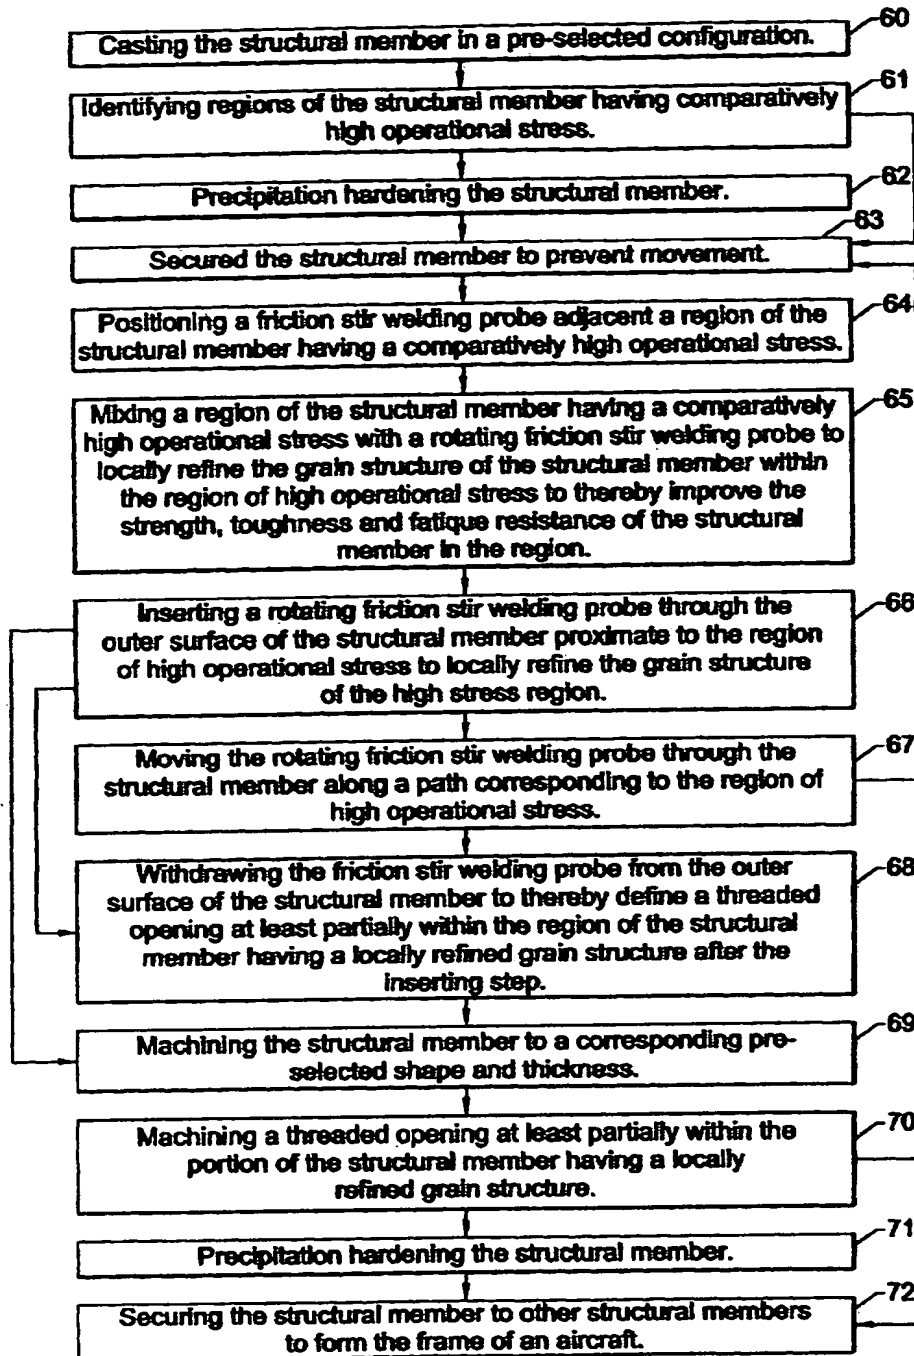 60
Casting the structural member in a pre-selected configuration.
61
Identifying regions of the structural member having comparatively
high operational stress.
62
Precipitation hardening the structural member.
63
Secured the structural member to prevent movement.
64
Positioning a friction stir welding probe adjacent a region of the
structural member having a comparatively high operational stress.
65
Mixing a region of the structural member having a comparatively
high operational stress with a rotating friction stir welding probe to
locally refine the grain structure of the structural member within
the region of high operational stress to thereby improve the
strength, toughness and fatique resistance of the structural
member in the region.
66
Inserting a rotating friction stir welding probe through the
outer surface of the structural member proximate to the region
of high operational stress to locally refine the grain structure
of the high stress region.
67
Moving the rotating friction stir welding probe through the
structural member along a path corresponding to the region of
high operational stress.
68
Withdrawing the friction stir welding probe from the outer
surface of the structural member to thereby define a threaded
opening at least partially within the region of the structural
member having a locally refined grain structure after the
inserting step.
69
Machining the structural member to a corresponding pre-
selected shape and thickness.
70
Machining a threaded opening at least partially within the
portion of the structural member having a locally
refined grain structure.
71
Precipitation hardening the structural member.
72
Securing the structural member to other structural members
to form the frame of an aircraft.